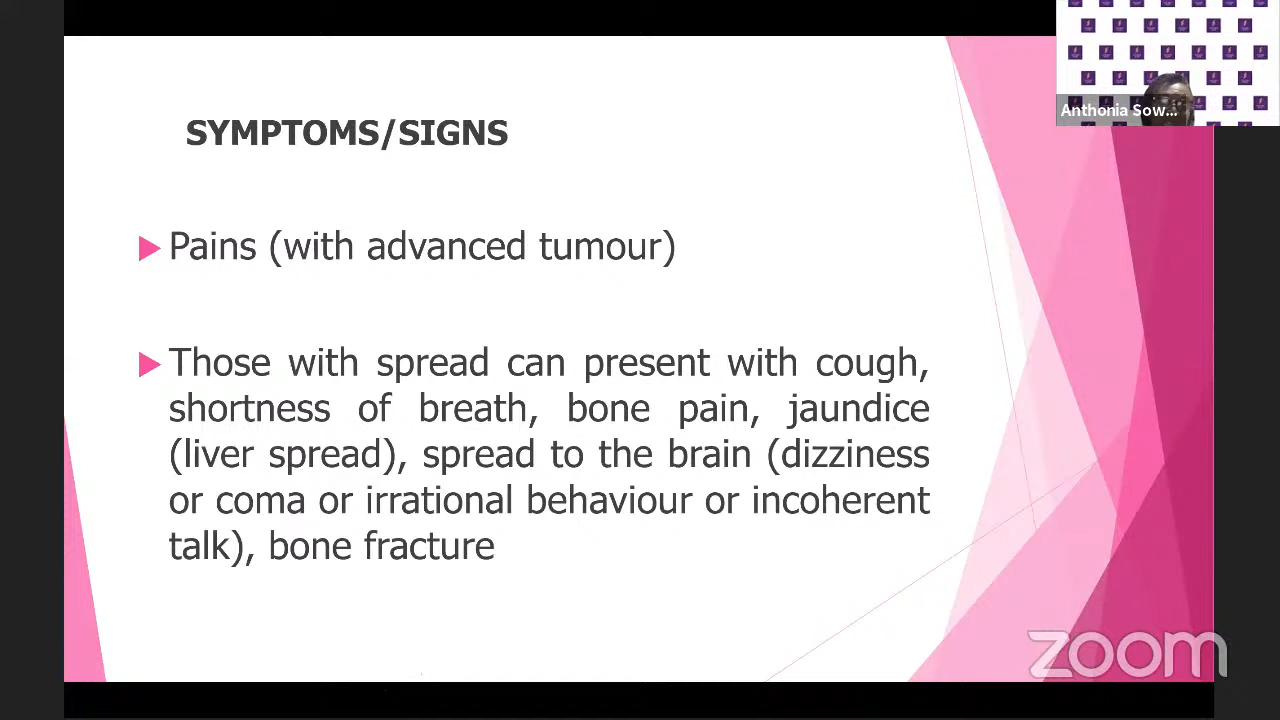 Anthonia Sow...
SYMPTOMS/SIGNS
Pains (with advanced tumour)
Those with spread can present with cough,
shortness of breath, bone pain, jaundice
(liver spread), spread to the brain (dizziness
or coma or irrational behaviour or incoherent
talk), bone fracture
zoom